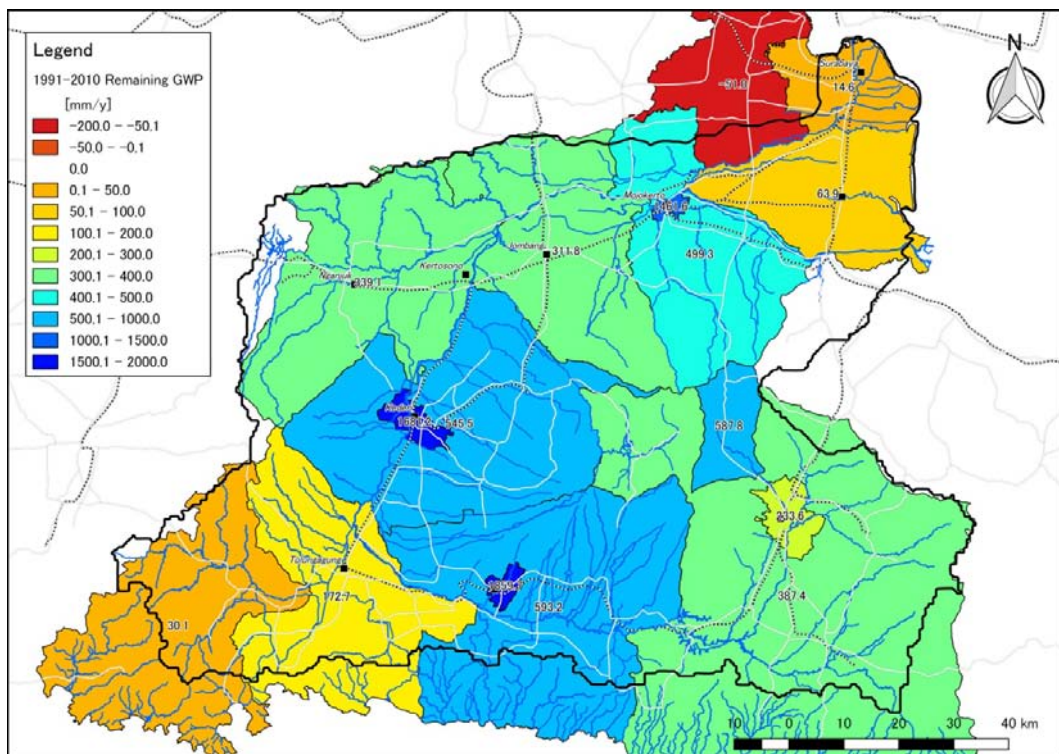 Legend
1991-2010 Remaining GWP
[mm/y]
-200.0 - -50.1
-50.0 - -0.1
0.0
0.1 - 50.0
50.1 - 100.0
100.1 - 200.0
200.1 - 300.0
300.1 - 400.0
400.1 - 500.0
500.1 - 1000.0
1000.1 - 1500.0
1500.1 - 2000.0
N
Surabaya
-51.0
14.6
Mojokerto
63.9
Jombang
311.8
499.3
Kertosono
Nganjuk
339.1
587.8
545.5
233.6
Tulungagung
172.7
593.2
387.4
30.1
10 0 10 20 30 40 km